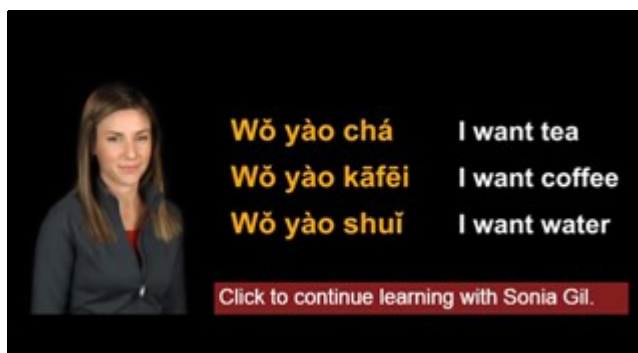 Wǒ yào chá I want tea
Wǒ yào kāfēi I want coffee
Wǒ yào shuǐ I want water
Click to continue learning with Sonia Gil.